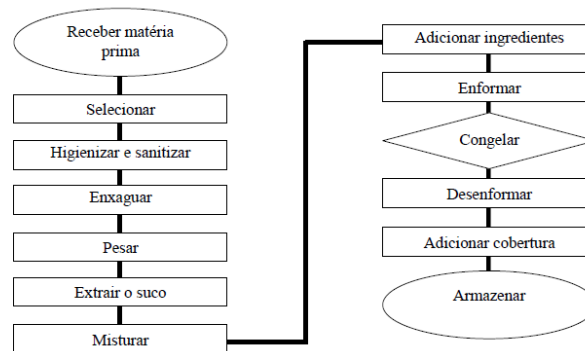 Receber matéria
prima
Selecionar
Higienizar e sanitizar
Enxaguar
Pesar
Extrair o suco
Misturar
Adicionar ingredientes
Enformar
Congelar
Desenformar
Adicionar cobertura
Armazenar